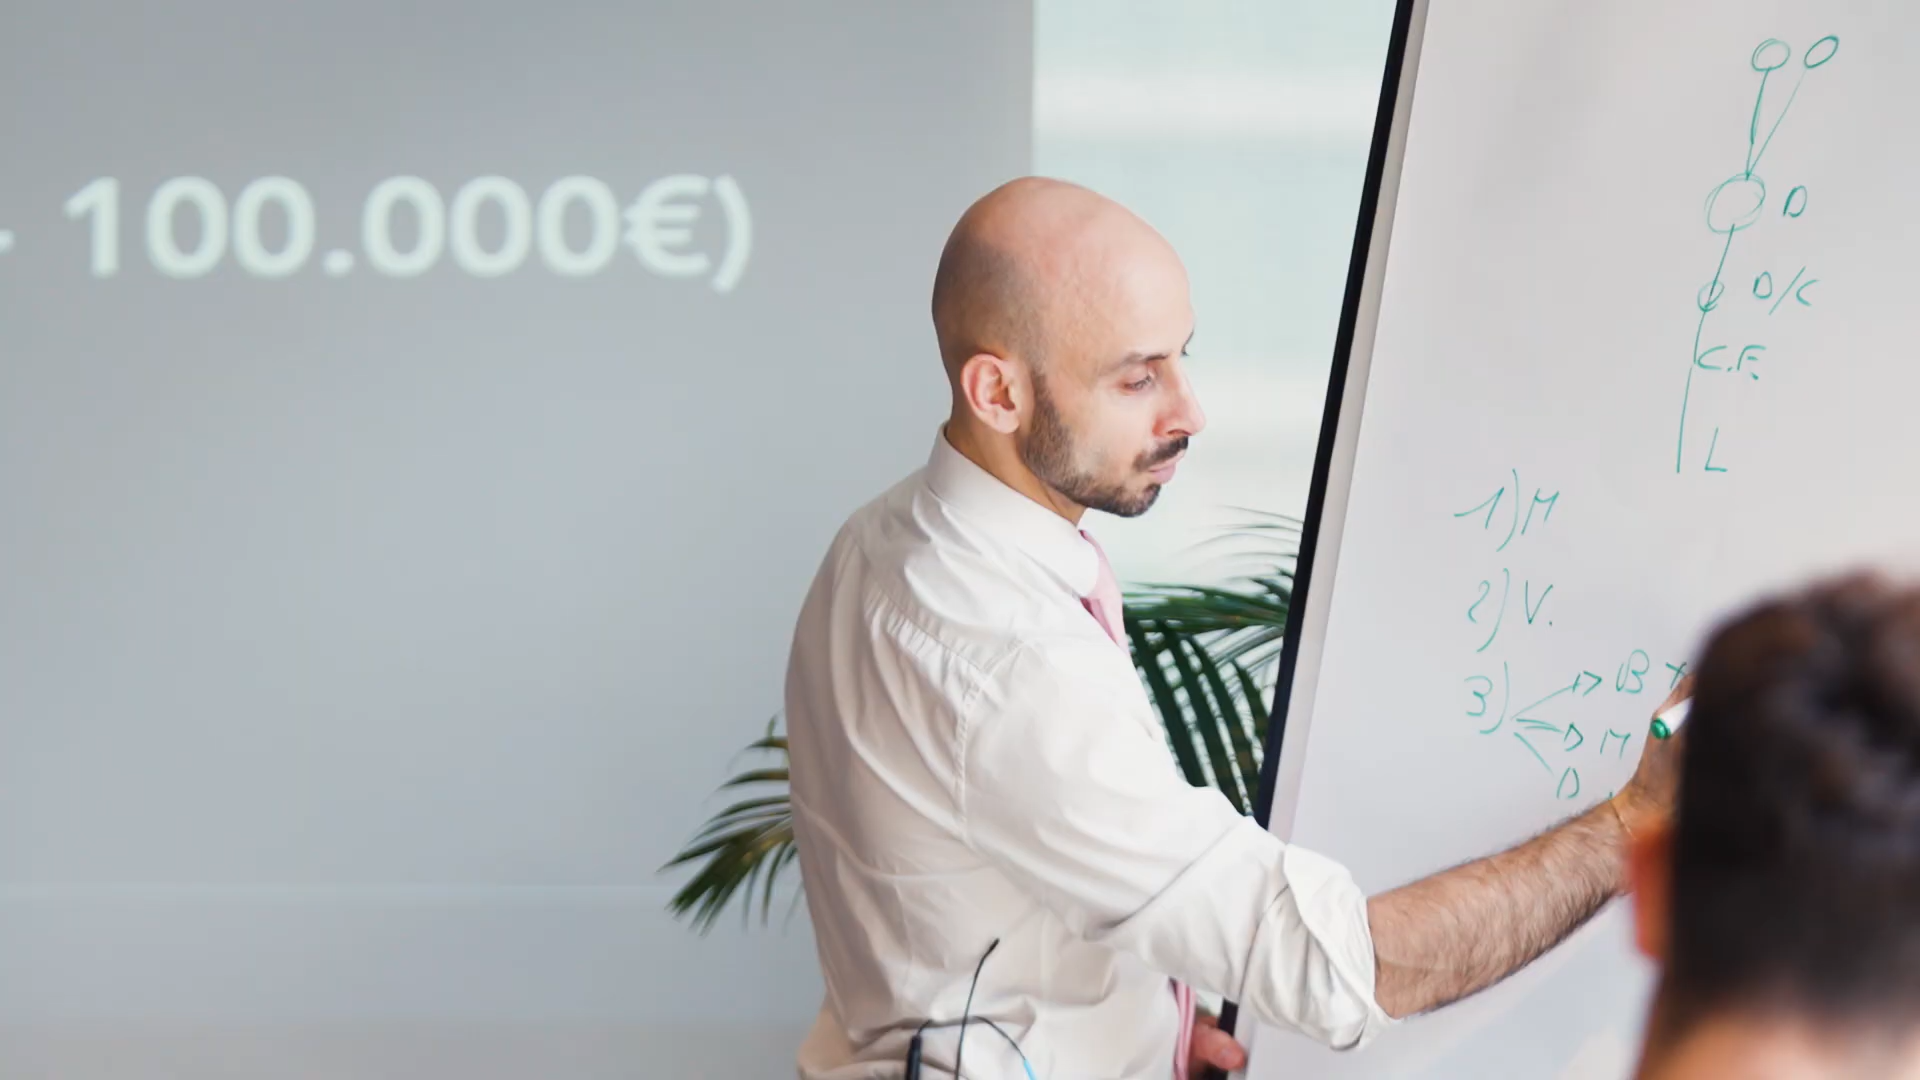 100.000€)
D
D/C
C.F.
L
1) M
2) V.
3) → B
D M
D